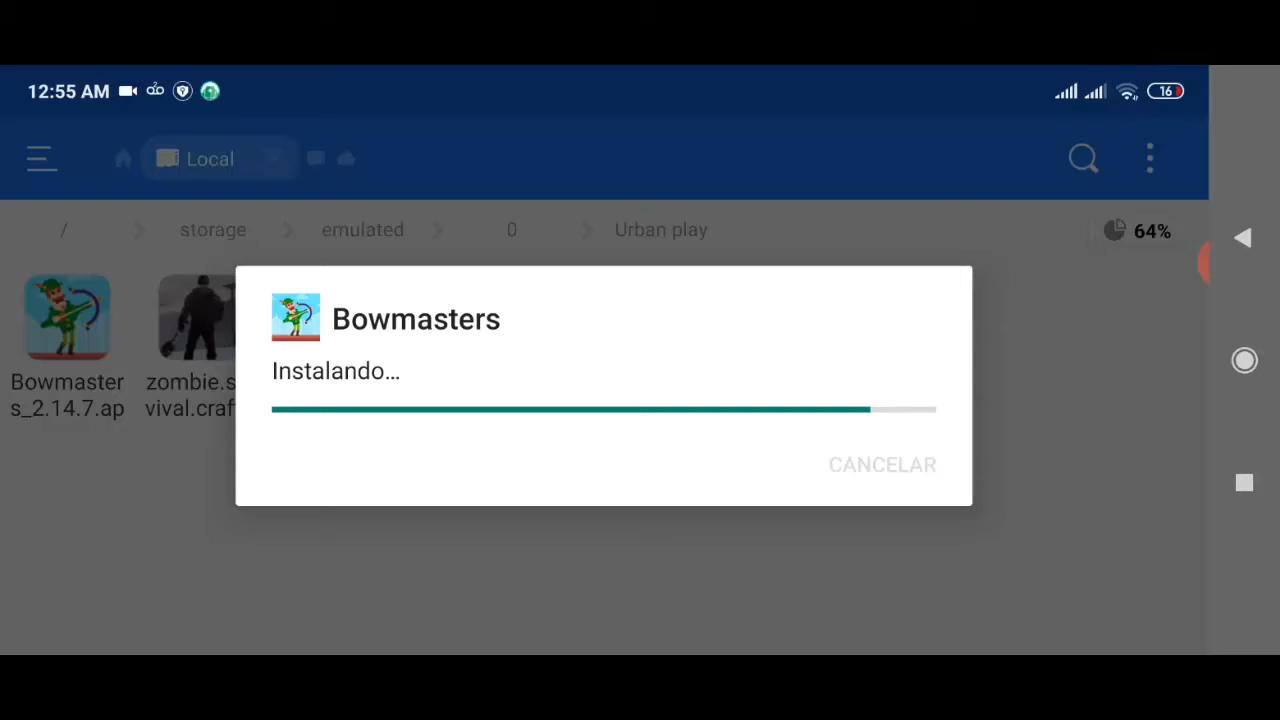 12:55 AM
16
Local
/ storage emulated 0 Urban play
64%
Bowmasters
Instalando...
CANCELAR
Bowmaster
s_2.14.7.ap
zombie.s
vival.craf